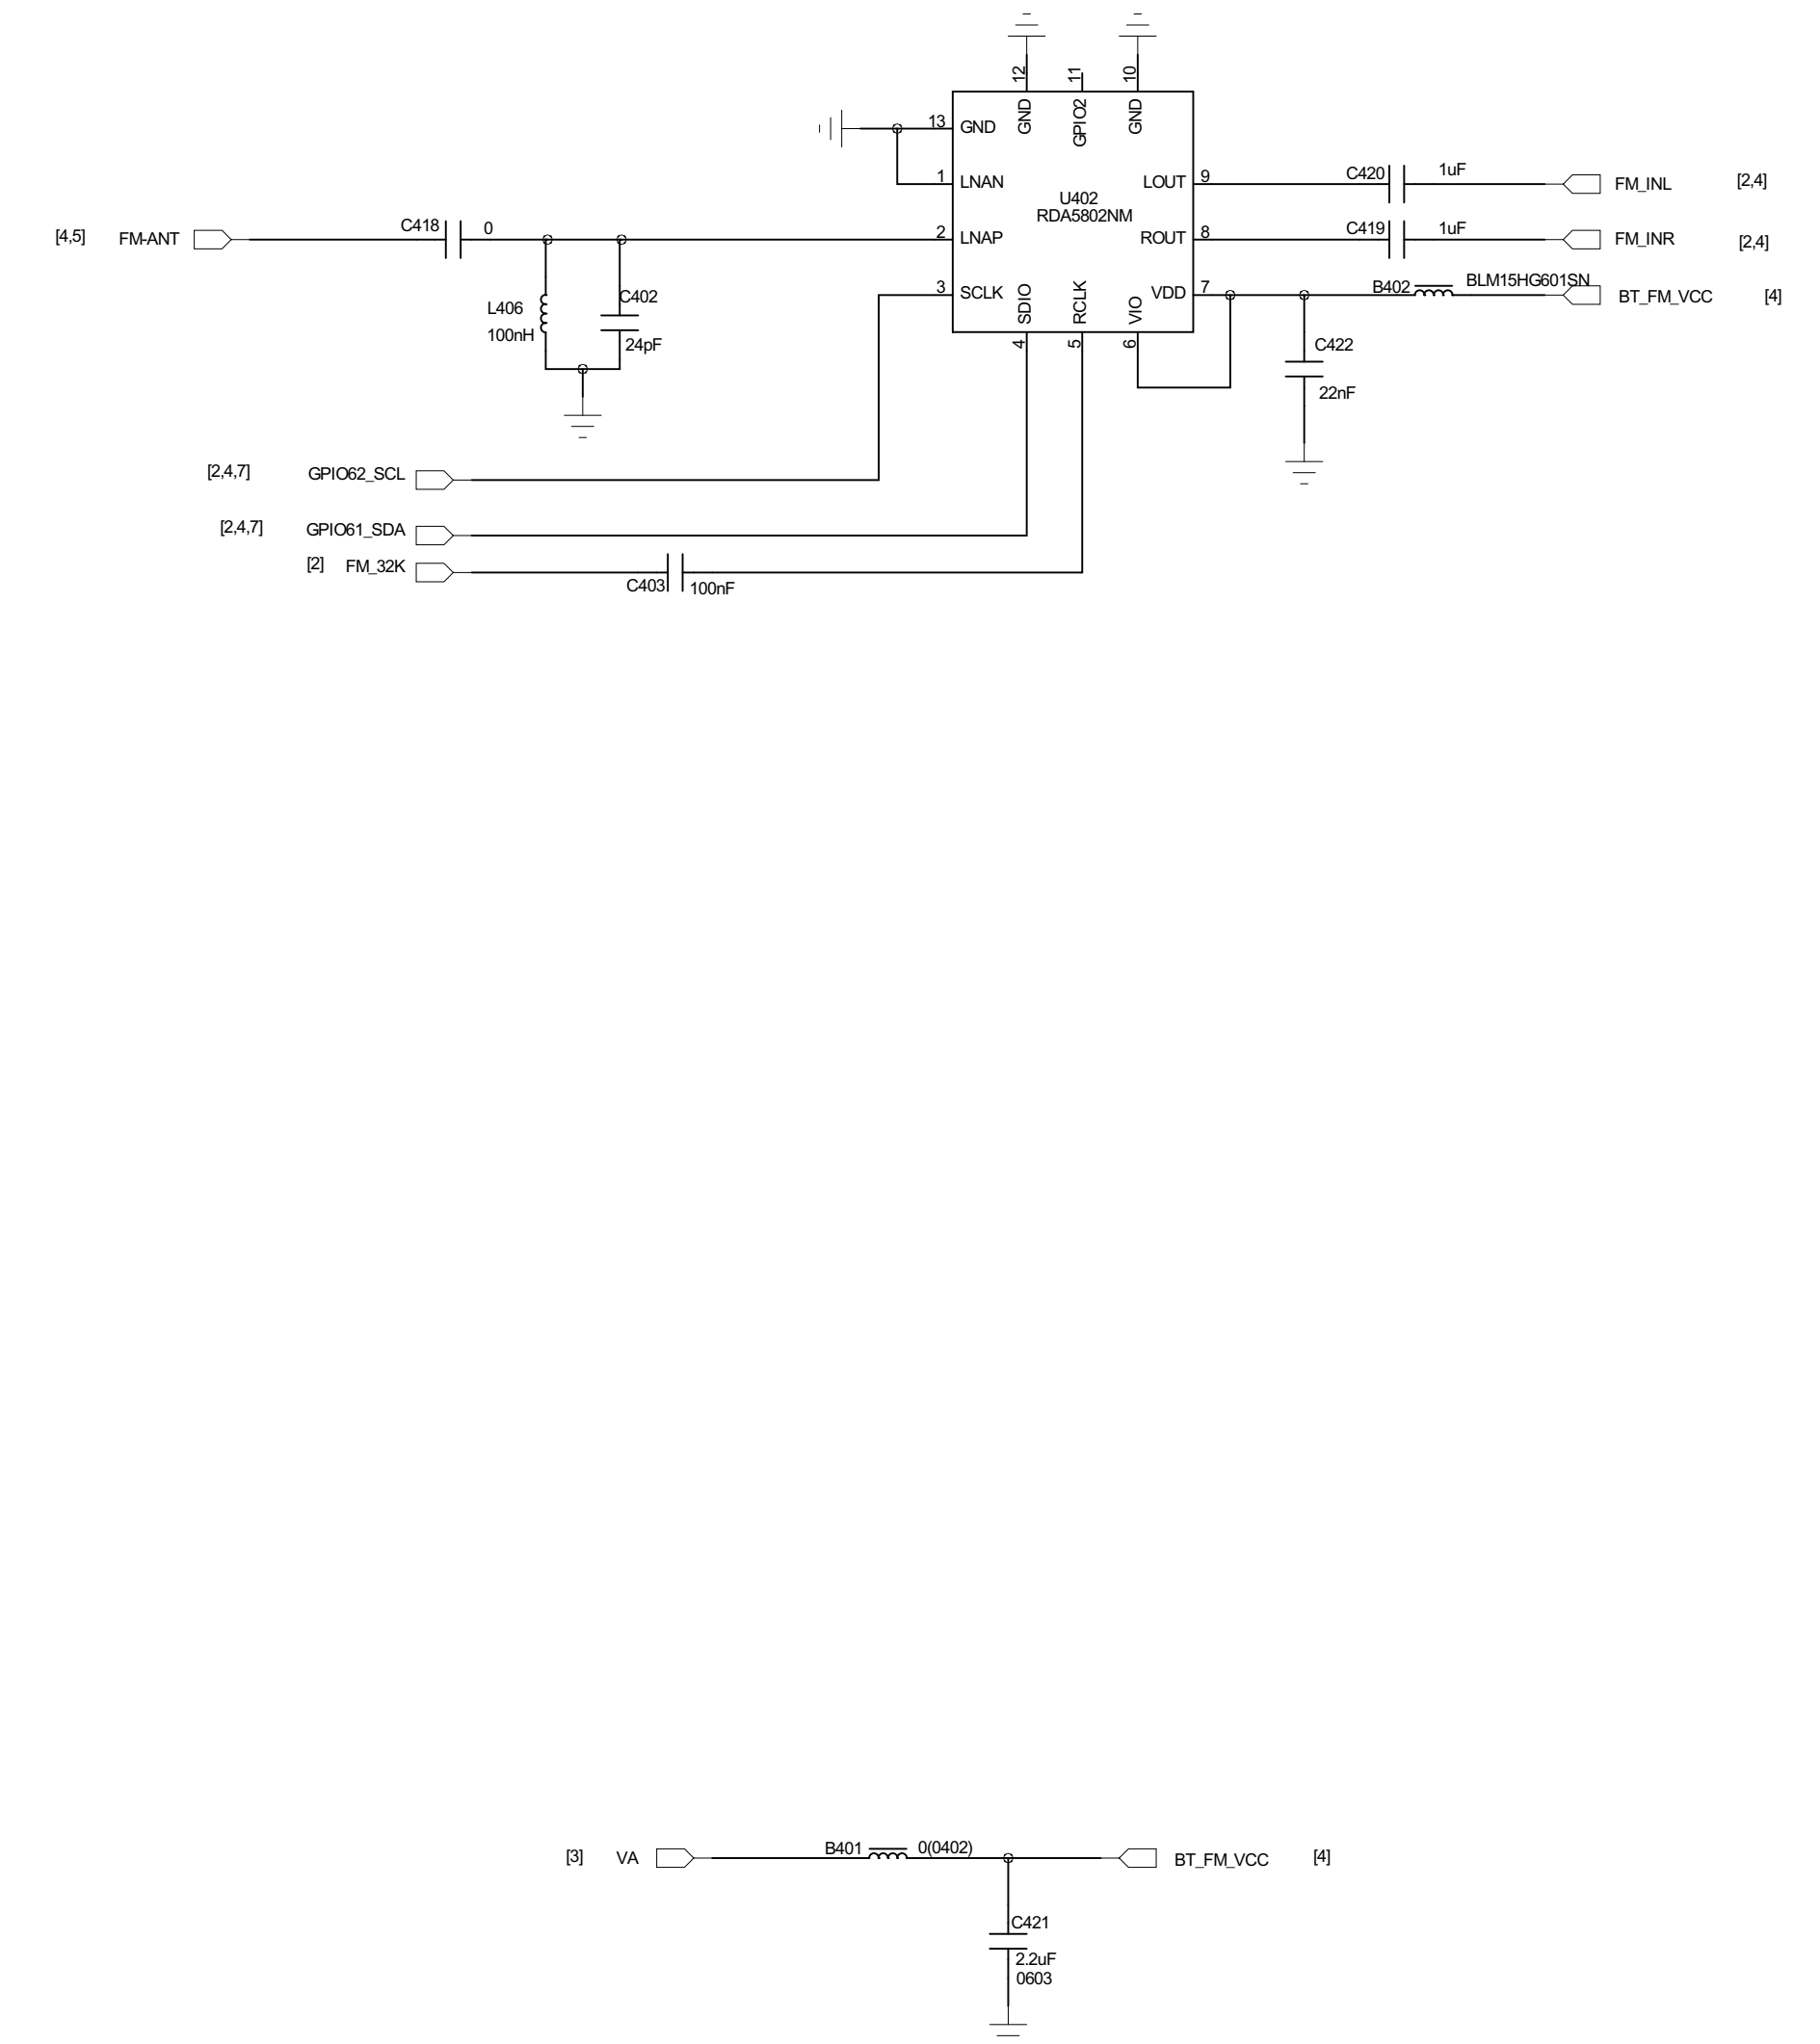 12
11
10
GND
GPIO2
GND
13 GND
1 LNAN
LOUT 9
C420 1uF
FM_INL [2,4]
U402
RDA5802NM
[4,5] FM-ANT
C418 0
2 LNAP
ROUT 8
C419 1uF
FM_INR [2,4]
3 SCLK
SDIO
RCLK
VIO
VDD 7
B402 BLM15HG601SN
BT_FM_VCC [4]
L406
100nH
C402
24pF
4
5
6
C422
22nF
[2,4,7] GPIO62_SCL
[2,4,7] GPIO61_SDA
[2] FM_32K
C403 100nF
[3] VA
B401 0(0402)
BT_FM_VCC [4]
C421
2.2uF
0603